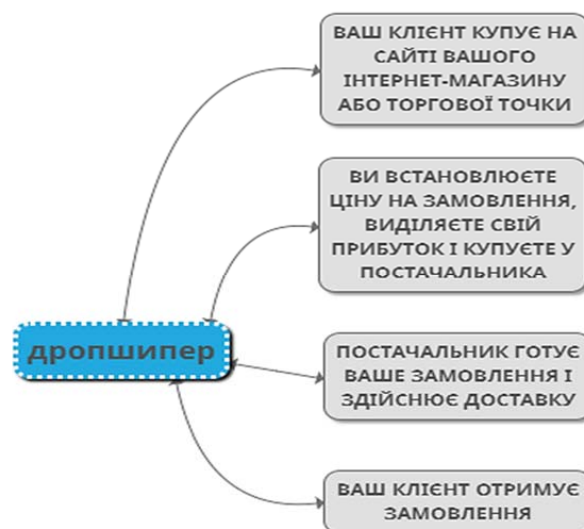 ВАШ КЛІЄНТ КУПУЄ НА
САЙТІ ВАШОГО
ІНТЕРНЕТ-МАГАЗИНУ
АБО ТОРГОВОЇ ТОЧКИ
ВИ ВСТАНОВЛЮЄТЕ
ЦІНУ НА ЗАМОВЛЕННЯ,
ВИДІЛЯЄТЕ СВІЙ
ПРИБУТОК І КУПУЄТЕ У
ПОСТАЧАЛЬНИКА
дропшипер
ПОСТАЧАЛЬНИК ГОТУЄ
ВАШЕ ЗАМОВЛЕННЯ І
ЗДІЙСНЮЄ ДОСТАВКУ
ВАШ КЛІЄНТ ОТРИМУЄ
ЗАМОВЛЕННЯ